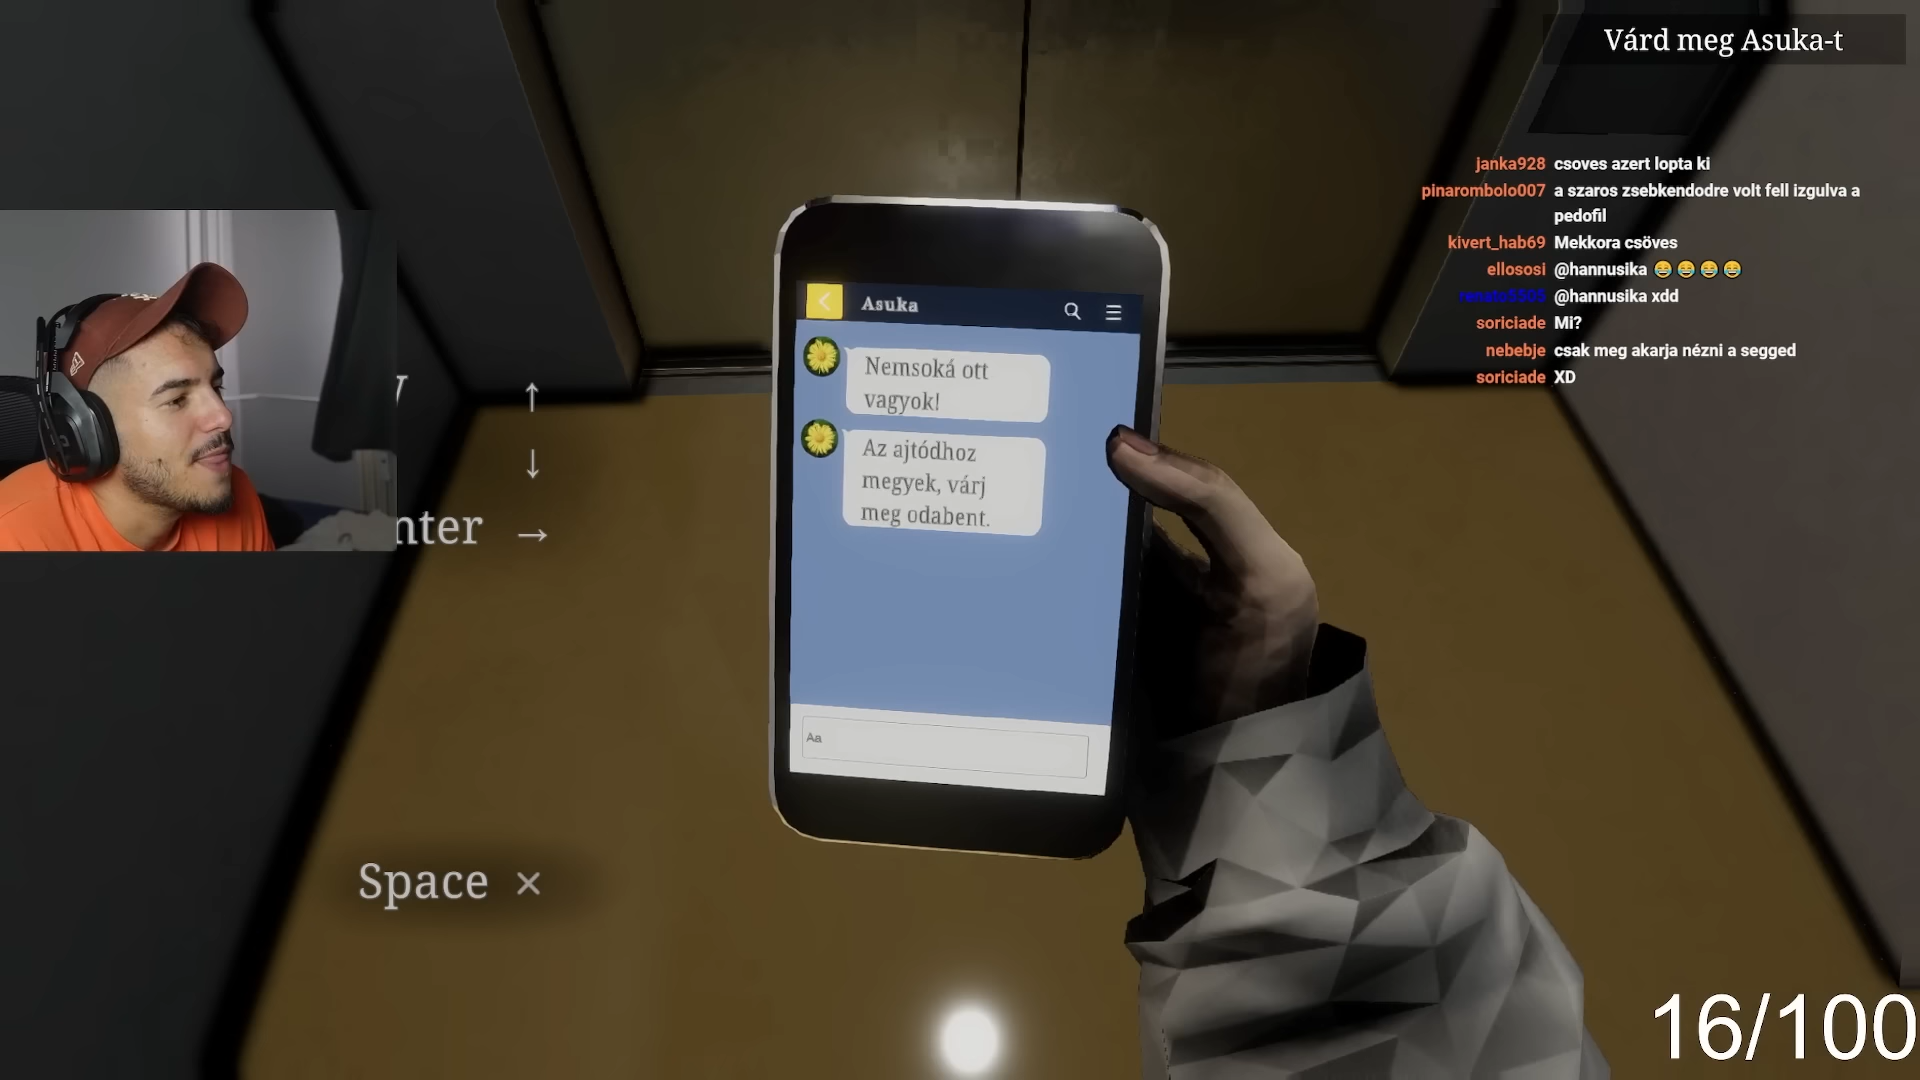 Várd meg Asuka-t
janka928 csoves azert lopta ki
pinarombolo007 a szaros zsebkendodre volt fell izgulva a
pedofil
kivert_hab69 Mekkora csöves
ellososi @hannusika 😂😂😂😂
renato5505 @hannusika xdd
soriciade Mi?
nebebje csak meg akarja nézni a segged
soriciade XD
Asuka
Nemsoká ott
vagyok!
Az ajtódhoz
megyek, várj
meg odabent.
Aa
nter →
Space ×
16/100